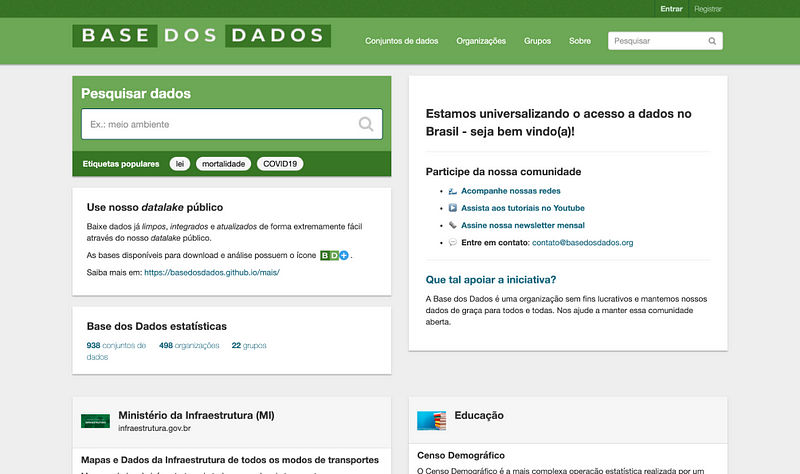 Entrar Registrar
BASE DOS DADOS
Conjuntos de dados Organizações Grupos Sobre Pesquisar
Pesquisar dados
Ex.: meio ambiente
Etiquetas populares lei mortalidade COVID19
Use nosso datalake público
Baixe dados já limpos, integrados e atualizados de forma extremamente fácil
através do nosso datalake público.
As bases disponíveis para download e análise possuem o ícone BD+ .
Saiba mais em: https://basedosdados.github.io/mais/
Base dos Dados estatísticas
938 conjuntos de
dados
498 organizações
22 grupos
Estamos universalizando o acesso a dados no
Brasil - seja bem vindo(a)!
Participe da nossa comunidade
Acompanhe nossas redes
Assista aos tutoriais no Youtube
Assine nossa newsletter mensal
Entre em contato: contato@basedosdados.org
Que tal apoiar a iniciativa?
A Base dos Dados é uma organização sem fins lucrativos e mantemos nossos
dados de graça para todos e todas. Nos ajude a manter essa comunidade
aberta.
Ministério da Infraestrutura (MI)
infraestrutura.gov.br
Mapas e Dados da Infraestrutura de todos os modos de transportes
Educação
Censo Demográfico
O Censo Demográfico é a mais complexa operação estatística realizada por um